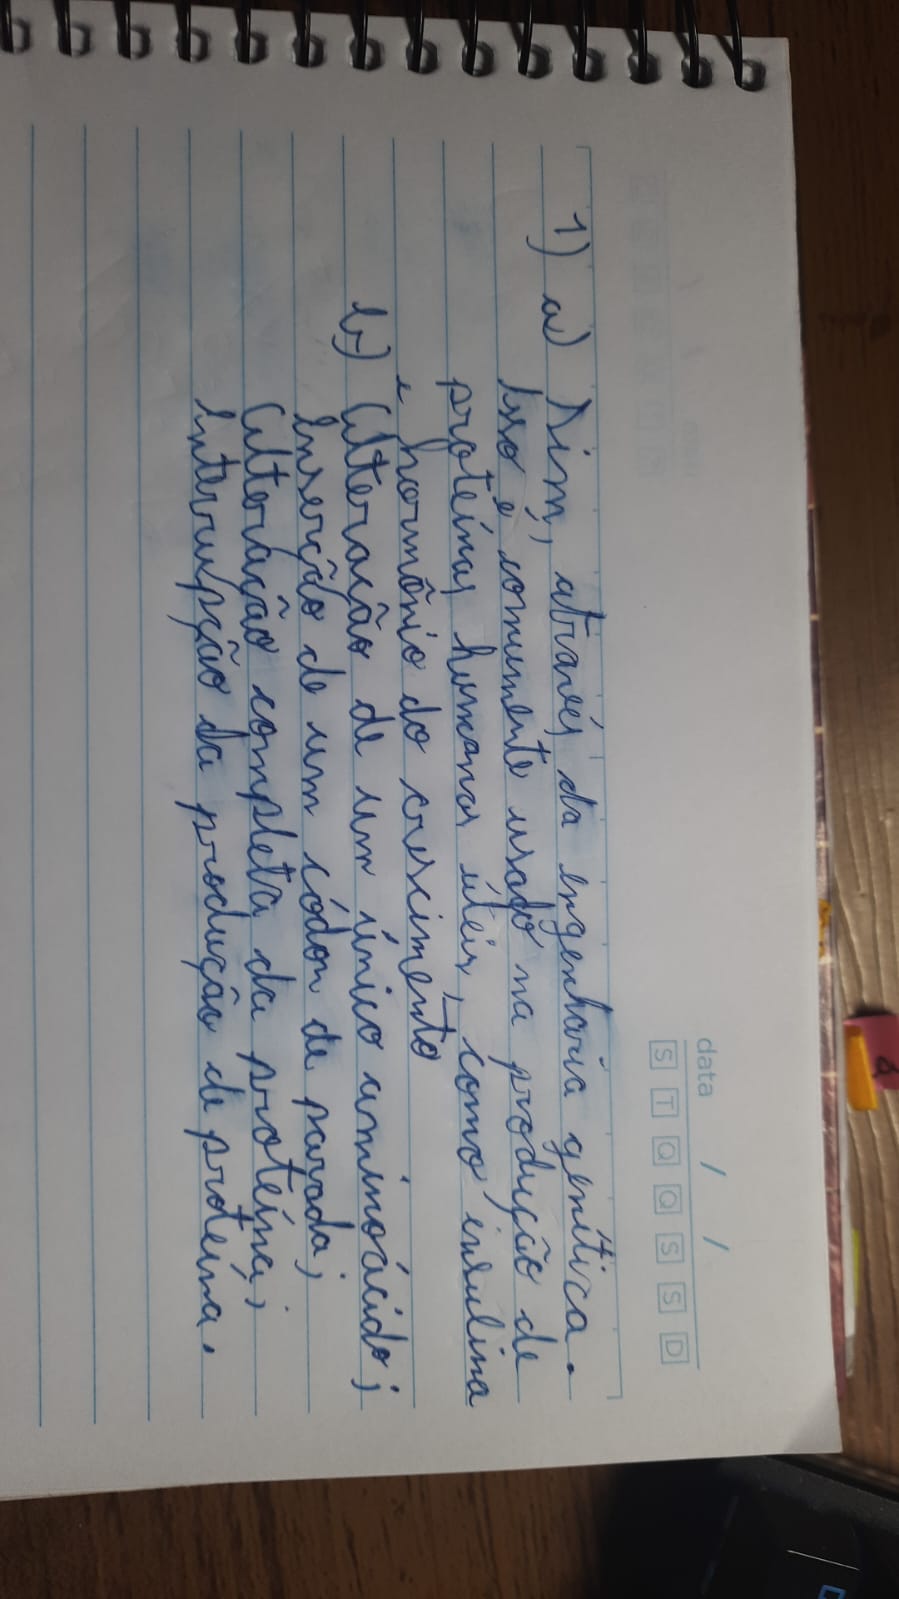 data / /
S T Q Q S S D
1) a) Sim, através da engenharia genética.
Isso é comumente usado na produção de
proteínas humanas úteis, como insulina
e hormônio do crescimento
b) Alteração de um único aminoácido;
Inserção de um códon de parada;
Alteração completa da proteína;
Interrupção da produção de proteína.